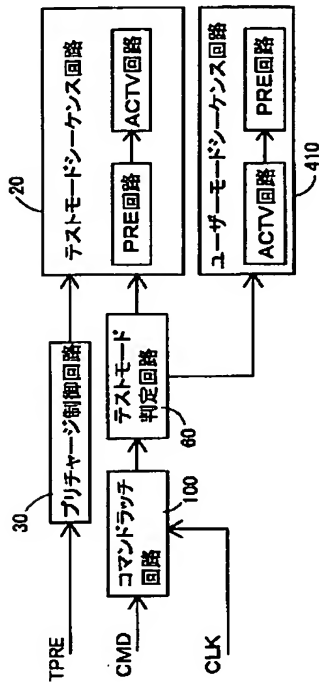 20
テストモードシーケンス回路
PRE回路
ACTV回路
30
プリチャージ制御回路
TPRE
テストモード
判定回路
60
コマンドラッチ
回路
100
CMD
CLK
ユーザーモードシーケンス回路
ACTV回路
PRE回路
410